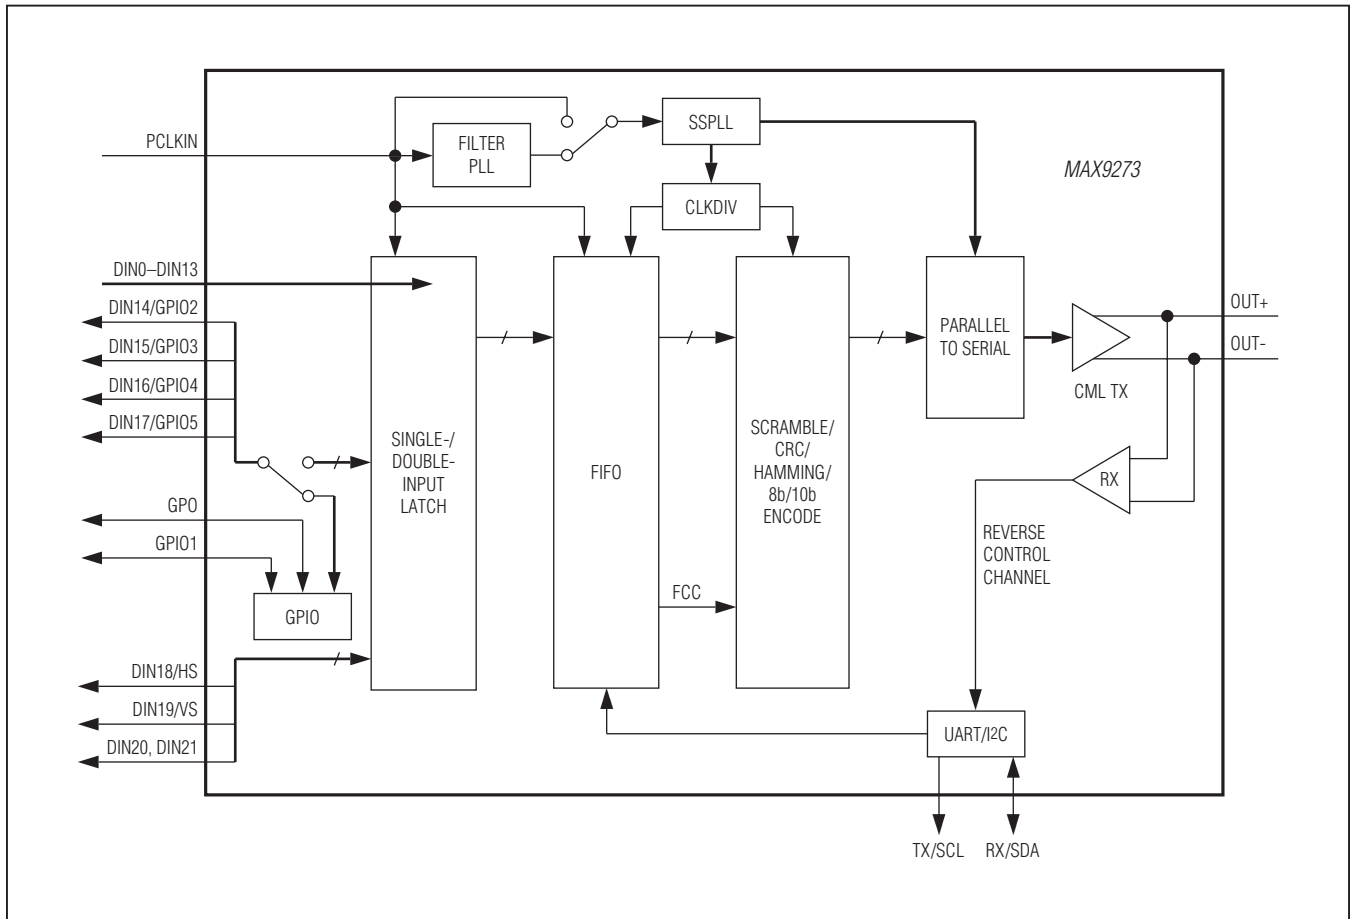 PCLKIN
FILTER
PLL
SSPLL
CLKDIV
MAX9273
DIN0–DIN13
DIN14/GPIO2
DIN15/GPIO3
DIN16/GPIO4
DIN17/GPIO5
GPO
GPIO1
GPIO
DIN18/HS
DIN19/VS
DIN20, DIN21
SINGLE-/
DOUBLE-
INPUT
LATCH
FIFO
FCC
SCRAMBLE/
CRC/
HAMMING/
8b/10b
ENCODE
PARALLEL
TO SERIAL
CML TX
OUT+
OUT-
RX
REVERSE
CONTROL
CHANNEL
UART/I2C
TX/SCL
RX/SDA